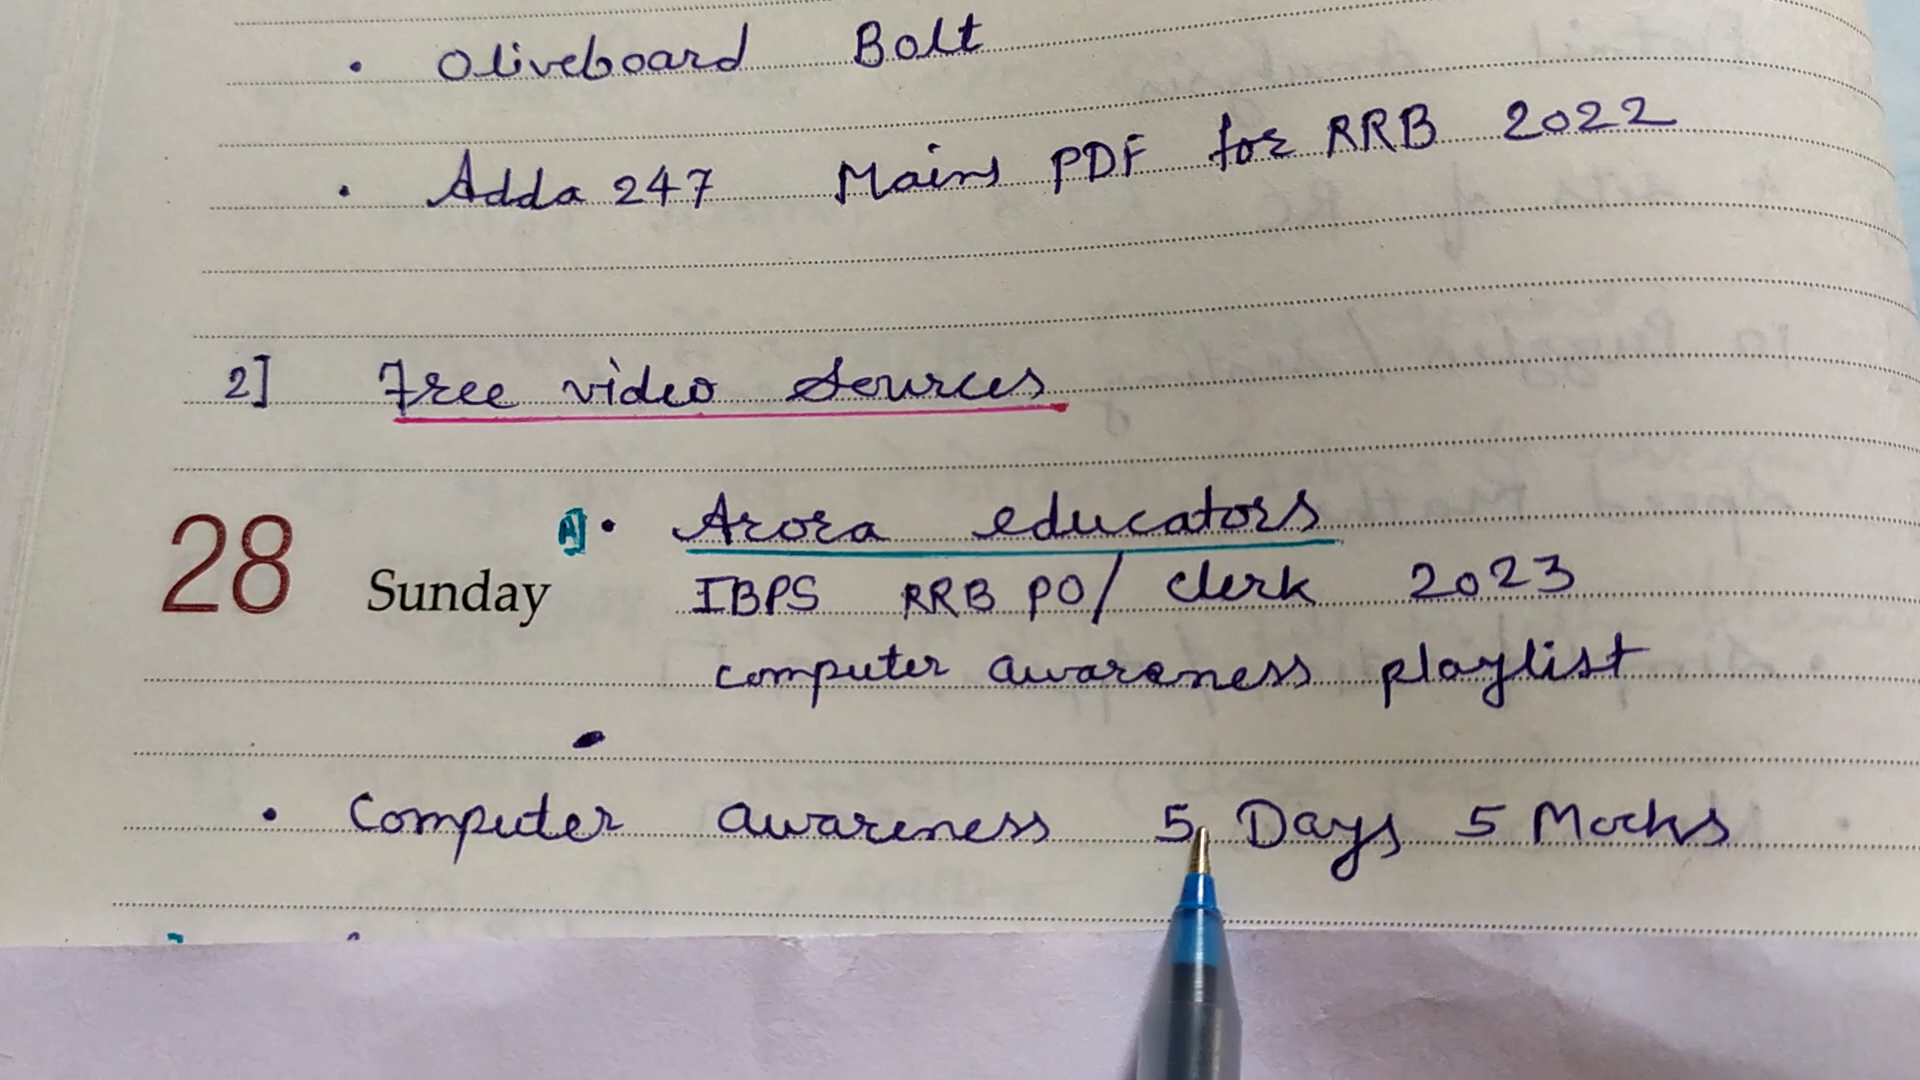 • Oliveboard Bolt
• Adda 247 Mains PDF for RRB 2022
2] Free video Sources
A] • Arora educators
28 Sunday IBPS RRB PO/ Clerk 2023
computer awareness playlist
• Computer awareness 5 Days 5 Mocks